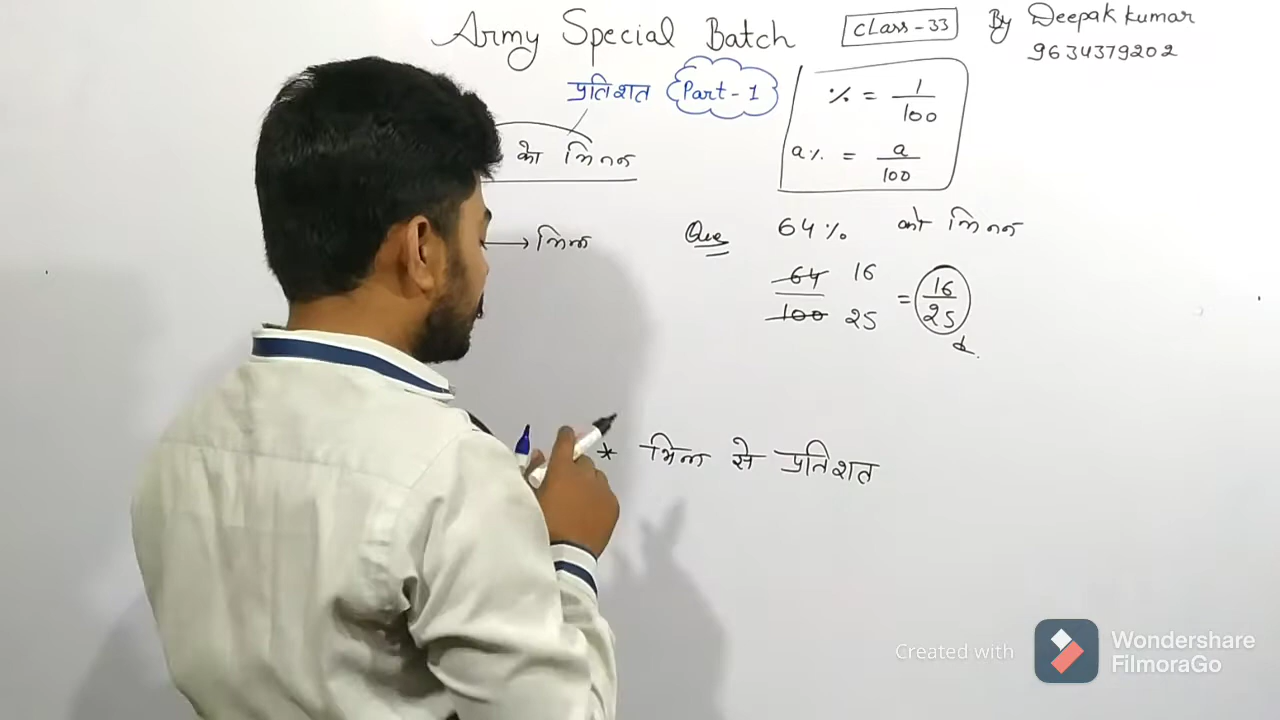 Army Special Batch
class-33
By Deepak kumar
9634379202
प्रतिशत Part-1
% = 1/100
a% = a/100
को भिन्न
→ भिन्न
Que 64% को भिन्न
64/100 16/25 = 16/25
* भिन्न से प्रतिशत
Created with Wondershare FilmoraGo